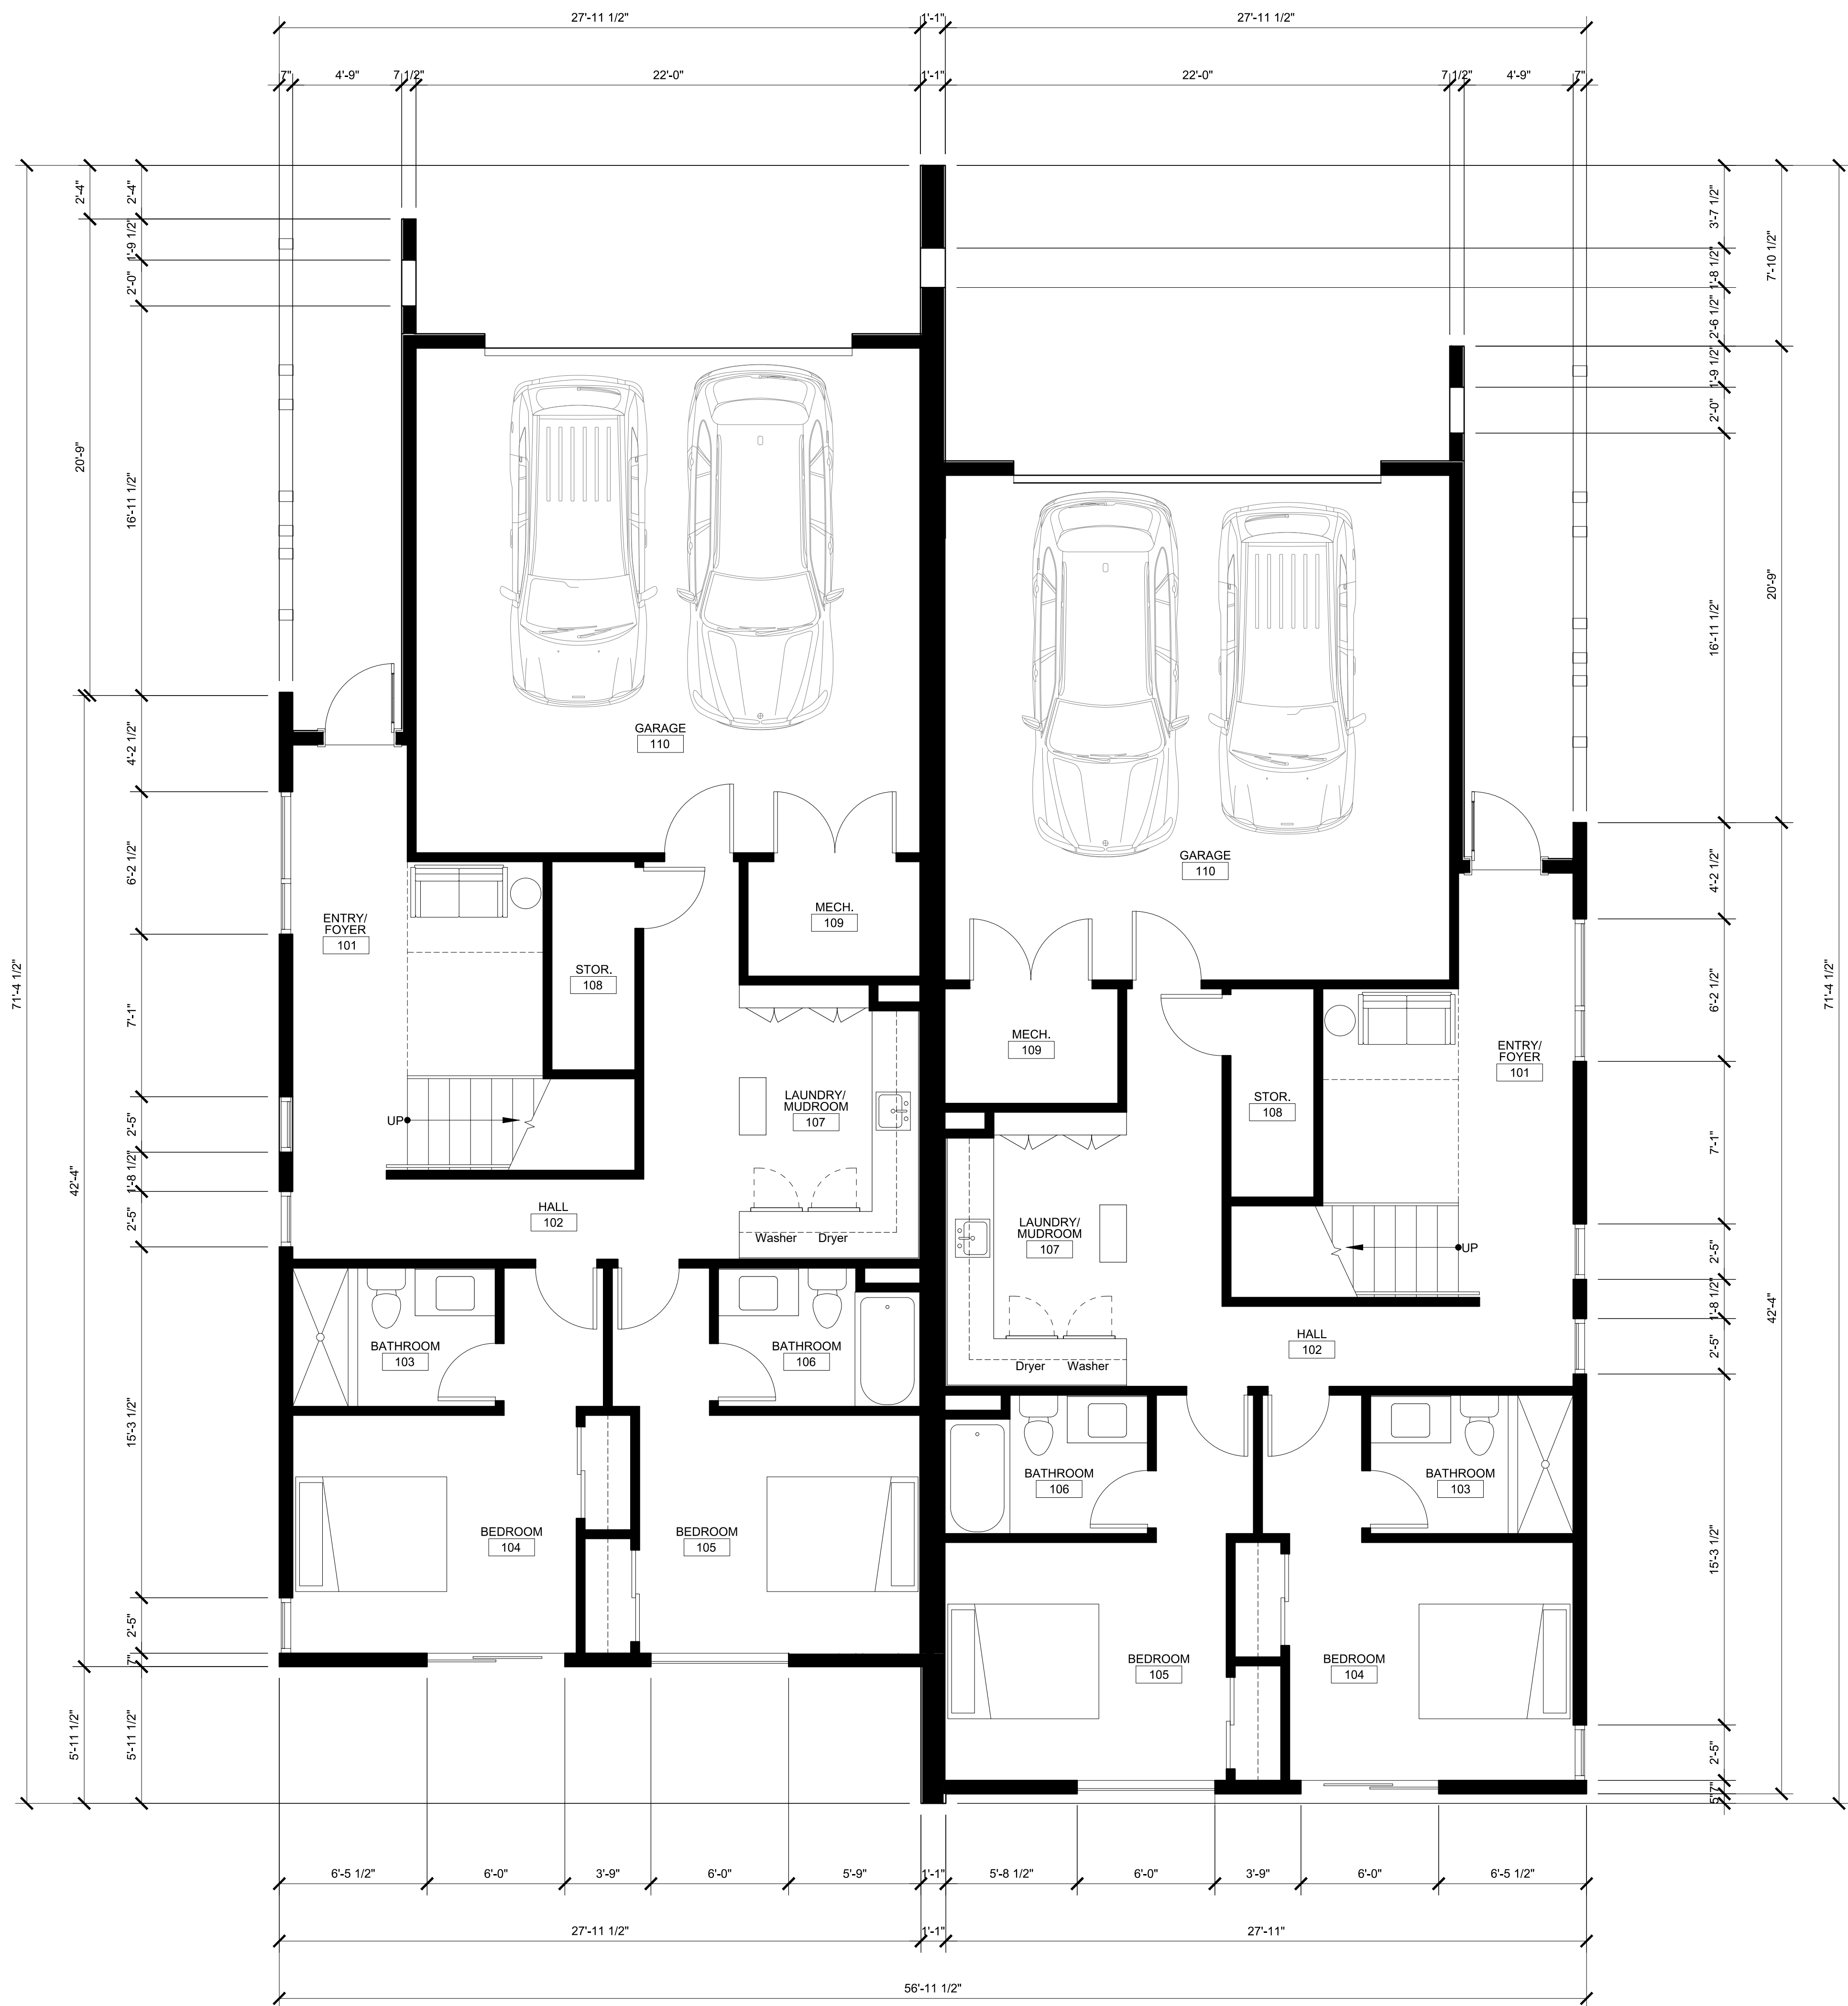 27'-11 1/2" 1'-1" 27'-11 1/2"
7" 4'-9" 7 1/2" 22'-0" 1'-1" 22'-0" 7 1/2" 4'-9" 7"
2'-4"
2'-4"
1'-9 1/2"
2'-0"
20'-9"
16'-11 1/2"
4'-2 1/2"
6'-2 1/2"
71'-4 1/2"
7'-1"
2'-5"
42'-4"
1'-8 1/2"
2'-5"
15'-3 1/2"
2'-5"
7"
5'-11 1/2"
5'-11 1/2"
GARAGE
110
ENTRY/
FOYER
101
MECH.
109
STOR.
108
LAUNDRY/
MUDROOM
107
UP
HALL
102
Washer Dryer
BATHROOM
103
BATHROOM
106
BEDROOM
104
BEDROOM
105
GARAGE
110
MECH.
109
ENTRY/
FOYER
101
STOR.
108
LAUNDRY/
MUDROOM
107
UP
HALL
102
Dryer Washer
BATHROOM
106
BATHROOM
103
BEDROOM
105
BEDROOM
104
3'-7 1/2"
7'-10 1/2"
1'-8 1/2"
2'-6 1/2"
1'-9 1/2"
2'-0"
20'-9"
16'-11 1/2"
4'-2 1/2"
6'-2 1/2"
71'-4 1/2"
7'-1"
2'-5"
1'-8 1/2"
42'-4"
2'-5"
15'-3 1/2"
2'-5"
7"
5"
6'-5 1/2" 6'-0" 3'-9" 6'-0" 5'-9" 1'-1" 5'-8 1/2" 6'-0" 3'-9" 6'-0" 6'-5 1/2"
27'-11 1/2" 1'-1" 27'-11"
56'-11 1/2"